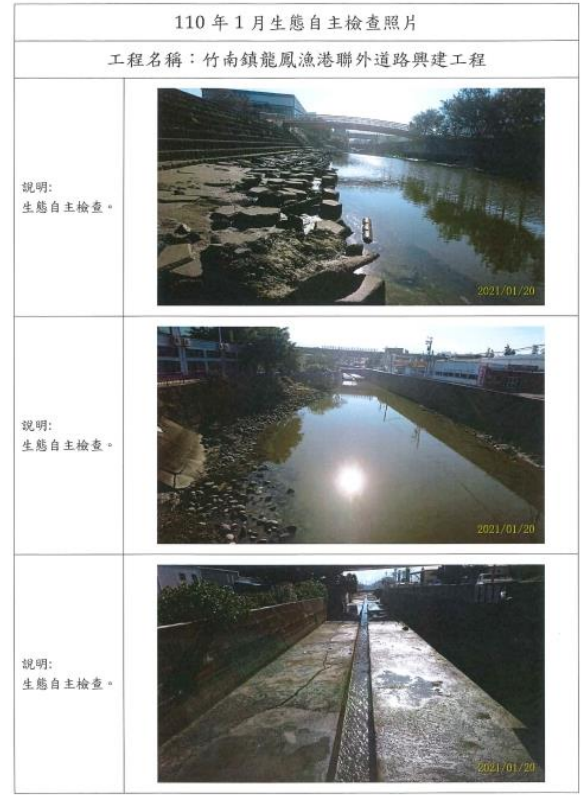 110 年 1 月生態自主檢查照片
工程名稱：竹南鎮龍鳳漁港聯外道路興建工程
說明:
生態自主檢查。
2021/01/20
說明:
生態自主檢查。
2021/01/20
說明:
生態自主檢查。
2021/01/20